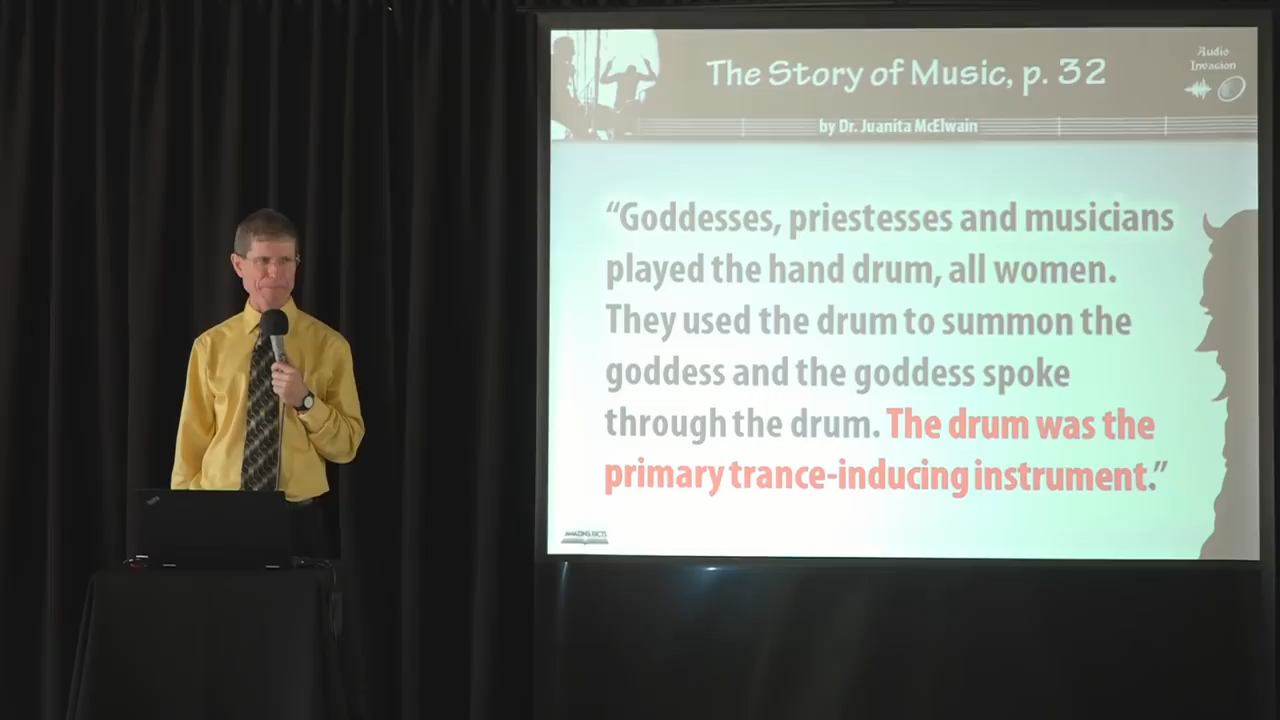 The Story of Music, p. 32
Audio
Invasion
by Dr. Juanita McElwain
“Goddesses, priestesses and musicians
played the hand drum, all women.
They used the drum to summon the
goddess and the goddess spoke
through the drum. The drum was the
primary trance-inducing instrument.”
AMAZING FACTS